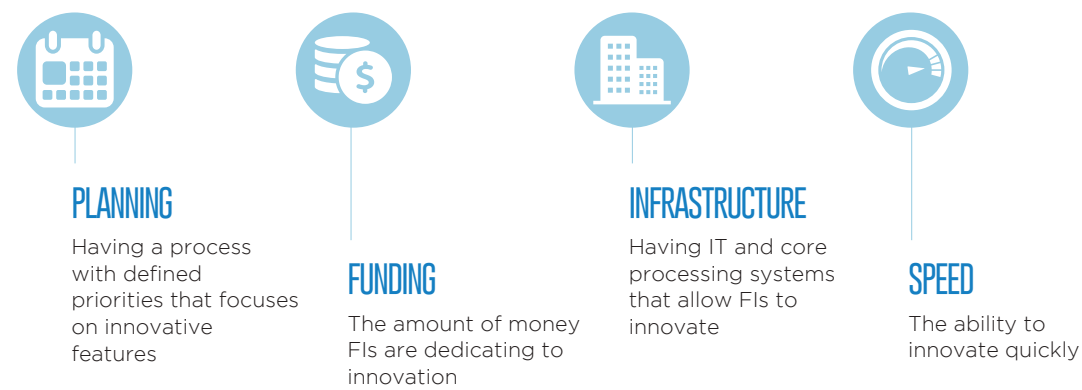 PLANNING
Having a process
with defined
priorities that focuses
on innovative
features
FUNDING
The amount of money
FIs are dedicating to
innovation
INFRASTRUCTURE
Having IT and core
processing systems
that allow FIs to
innovate
SPEED
The ability to
innovate quickly